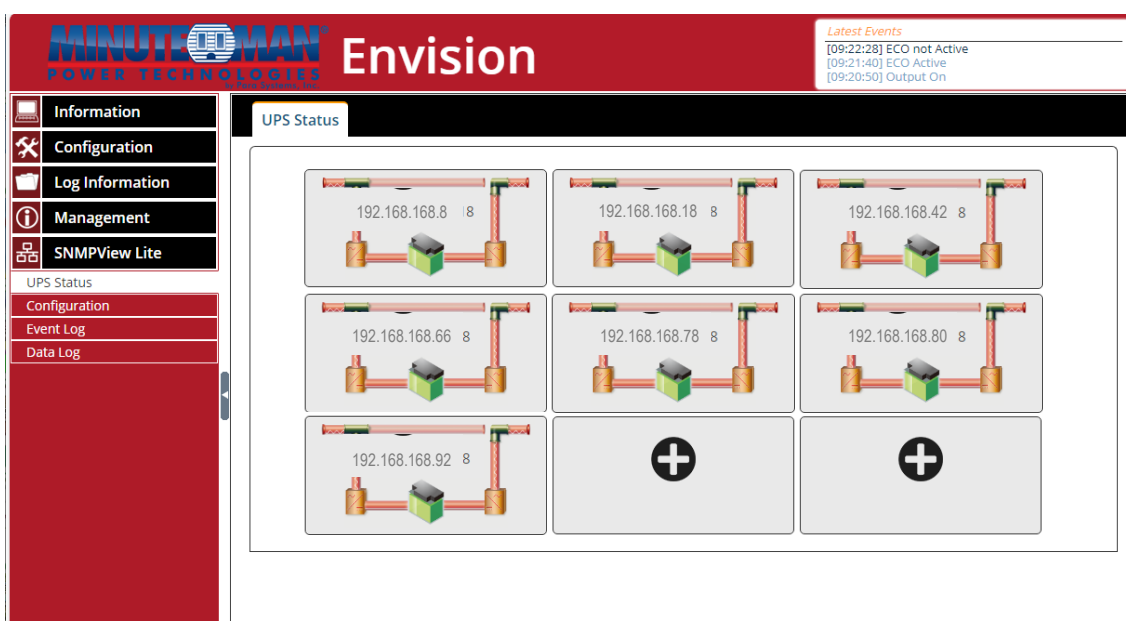 MINUTEMAN
POWER TECHNOLOGIES
Envision
Latest Events
[09:22:28] ECO not Active
[09:21:40] ECO Active
[09:20:50] Output On
Information
Configuration
Log Information
Management
SNMPView Lite
UPS Status
Configuration
Event Log
Data Log
UPS Status
192.168.168.8 8
192.168.168.18 8
192.168.168.42 8
192.168.168.66 8
192.168.168.78 8
192.168.168.80 8
192.168.168.92 8